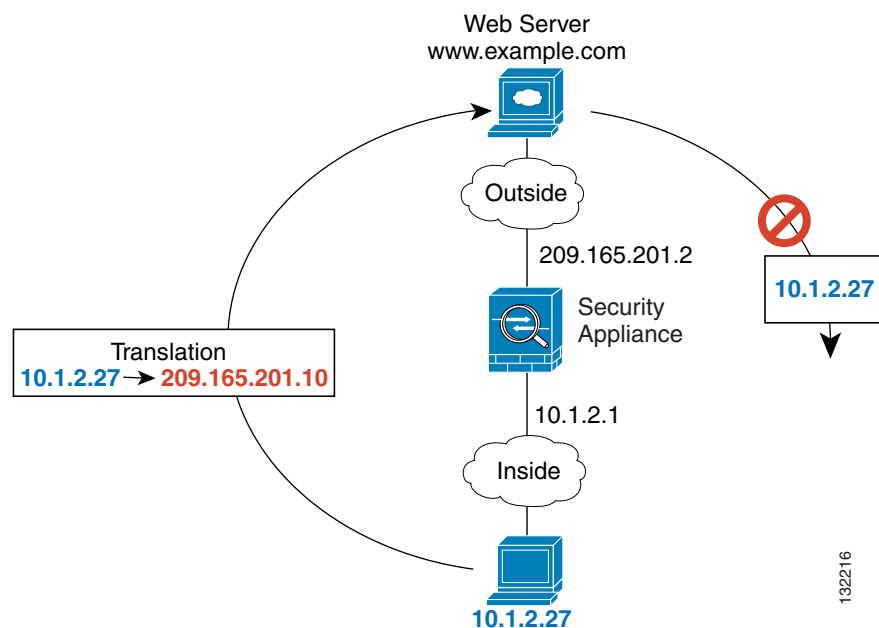 Web Server
www.example.com
Outside
209.165.201.2
10.1.2.27
Security
Appliance
Translation
10.1.2.27 209.165.201.10
10.1.2.1
Inside
10.1.2.27
132216